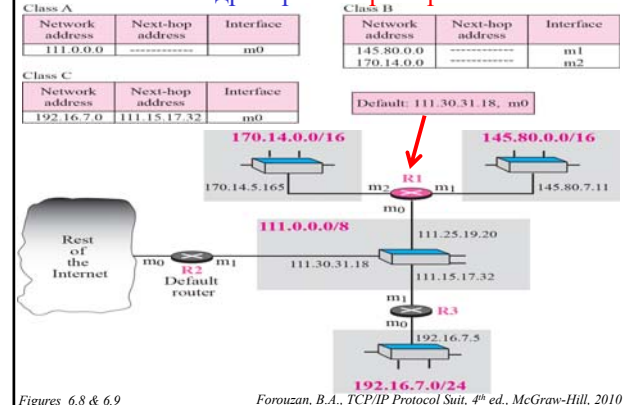 Class A
Network address Next-hop address Interface
111.0.0.0 ------------ m0
Class B
Network address Next-hop address Interface
145.80.0.0 ------------ m1
170.14.0.0 ------------ m2
Class C
Network address Next-hop address Interface
192.16.7.0 111.15.17.32 m0
Default: 111.30.31.18, m0
170.14.0.0/16
145.80.0.0/16
170.14.5.165
m2
R1
m1
145.80.7.11
m0
111.0.0.0/8
111.25.19.20
Rest
of
the
Internet
m0
R2
m1
Default
router
111.30.31.18
111.15.17.32
m1
R3
m0
192.16.7.5
192.16.7.0/24
Figures 6.8 & 6.9
Forouzan, B.A., TCP/IP Protocol Suit, 4th ed., McGraw-Hill, 2010